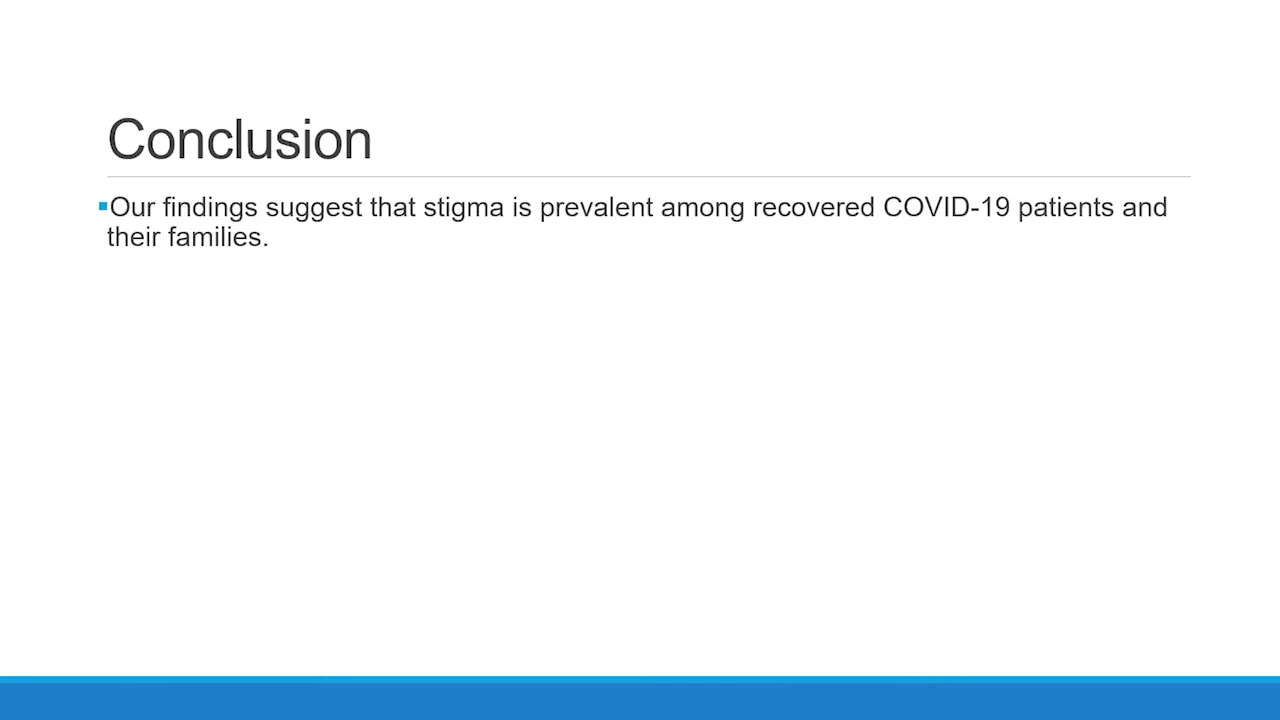 Conclusion
▪Our findings suggest that stigma is prevalent among recovered COVID-19 patients and
their families.